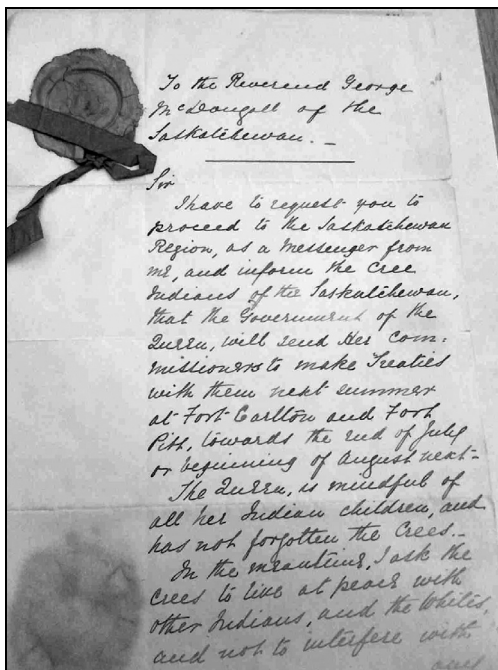 To the Reverend George
McDougall of the
Saskatchewan. _
Sir
I have to request you to
proceed to the Saskatchewan
Region, as a Messenger from
me, and inform the Cree
Indians of the Saskatchewan,
that the Government of the
Queen, will send Her Com:
missioners to make Treaties
with them next summer
at Fort Carlton and Fort
Pitt, towards the end of July
or beginning of August next _
The Queen, is mindful of
all her Indian children, and
has not forgotten the Crees._
In the meantime, I ask the
Crees to live at peace with
other Indians, and the Whites,
and not to interfere with